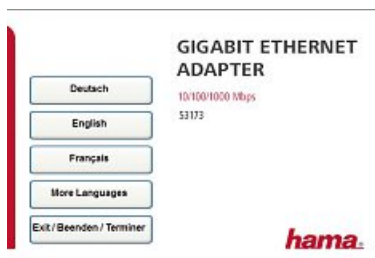 GIGABIT ETHERNET
ADAPTER
10/100/1000 Mbps
53173
Deutsch
English
Français
More Languages
Exit / Beenden / Terminer
hama.